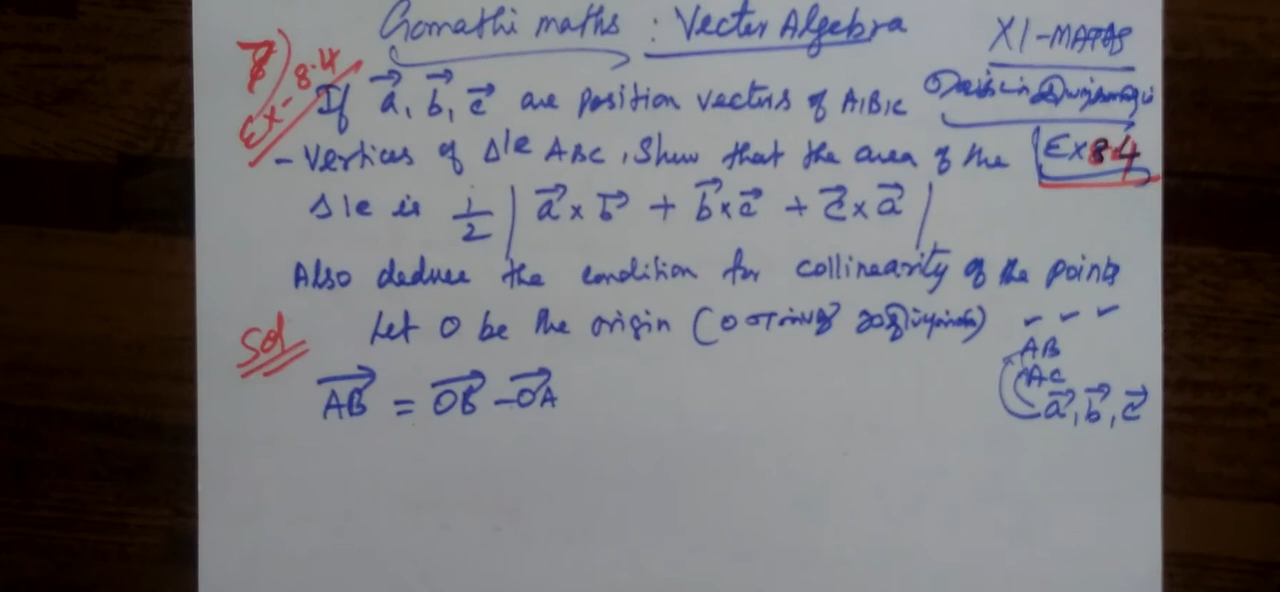 Gomathi maths : Vector Algebra
XI-MATHS
7) Ex-8.4
If a⃗, b⃗, c⃗ are position vectors of A,B,C
- Vertices of Δle ABC, Show that the area of the
Ex 8.4
Δle is 1/2 | a⃗ × b⃗ + b⃗ × c⃗ + c⃗ × a⃗ |
Also deduce the condition for collinearity of the points
Sol
Let O be the origin (
AB
AC
a⃗, b⃗, c⃗
AB⃗ = OB⃗ - OA⃗